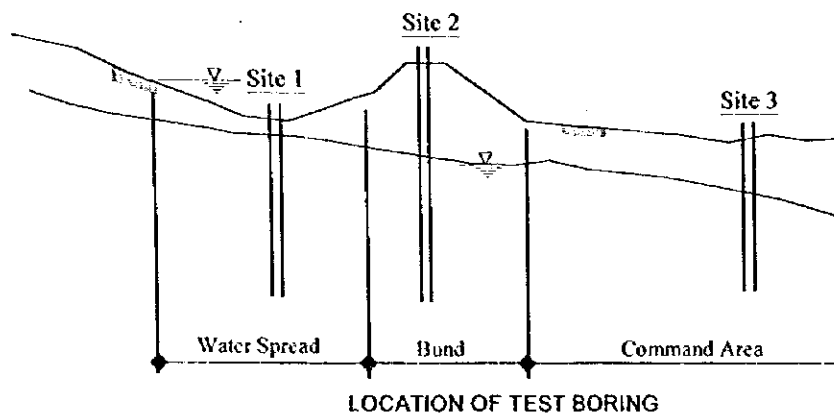 Site 2
Site 1
Site 3
Water Spread
Bund
Command Area
LOCATION OF TEST BORING